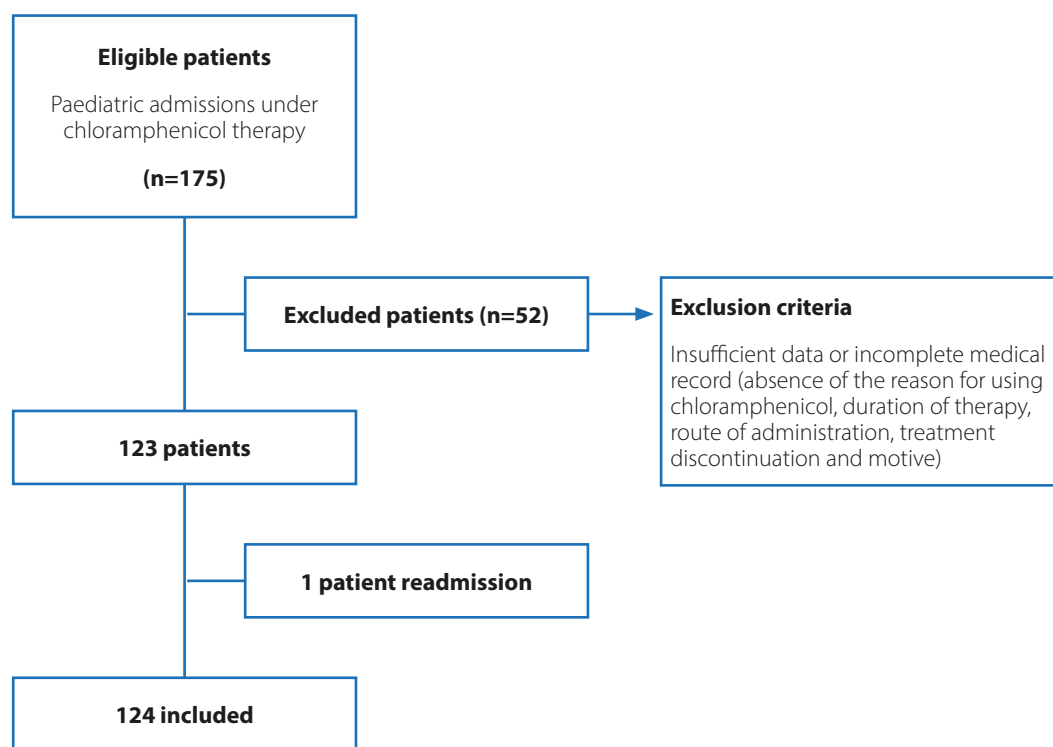 Eligible patients
Paediatric admissions under
chloramphenicol therapy
(n=175)
Excluded patients (n=52)
Exclusion criteria
Insufficient data or incomplete medical
record (absence of the reason for using
chloramphenicol, duration of therapy,
route of administration, treatment
discontinuation and motive)
123 patients
1 patient readmission
124 included